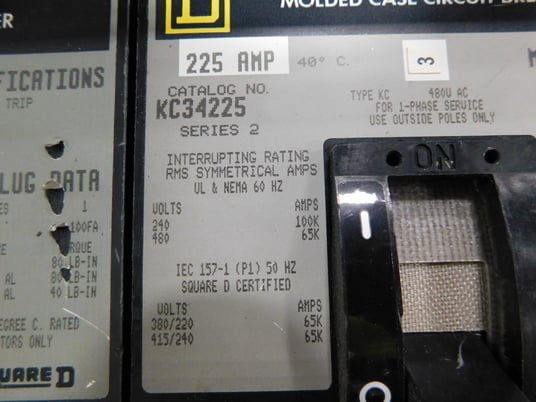 MOLDED CASE CIRCUIT
ER
D
225 AMP 40° C. 3
CATALOG NO.
KC34225
SERIES 2
TYPE KC 480V AC
FOR 1-PHASE SERVICE
USE OUTSIDE POLES ONLY
INTERRUPTING RATING
RMS SYMMETRICAL AMPS
UL & NEMA 60 HZ
VOLTS AMPS
240 100K
480 65K
IEC 157-1 (P1) 50 HZ
SQUARE D CERTIFIED
VOLTS AMPS
380/220 65K
415/240 65K
ON
I
O
IFICATIONS
TRIP
LUG DATA
ES 1
100FA
RQUE
80 LB-IN
AL 80 LB-IN
AL 40 LB-IN
EGREE C. RATED
TORS ONLY
UARE D